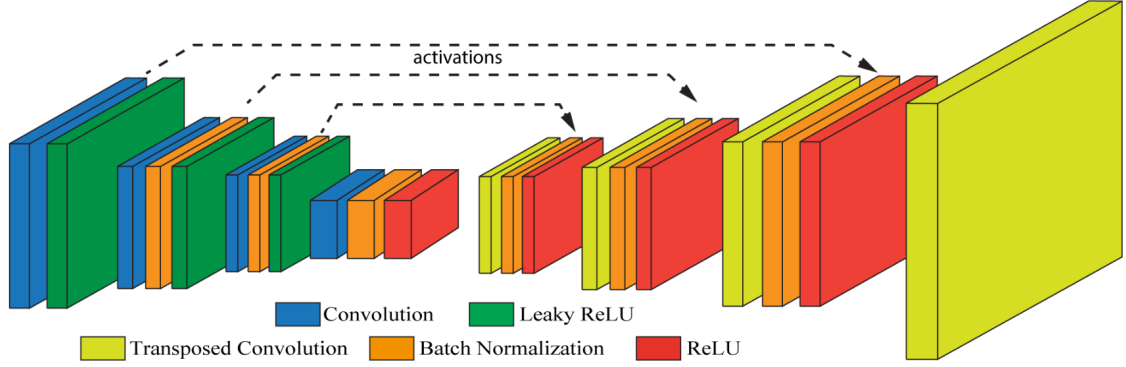 activations
Convolution Leaky ReLU
Transposed Convolution Batch Normalization ReLU